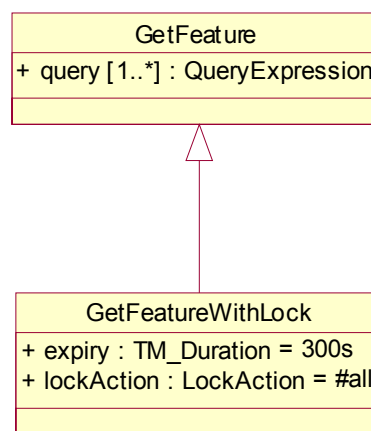 GetFeature
+ query [1..*] : QueryExpression
GetFeatureWithLock
+ expiry : TM_Duration = 300s
+ lockAction : LockAction = #all